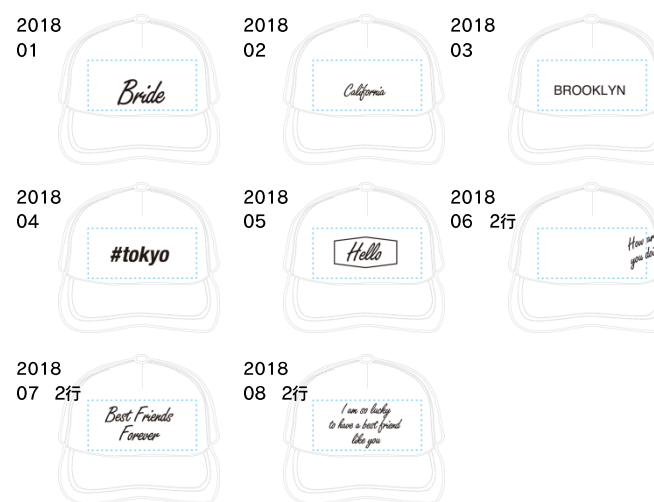 2018
01
Bride
2018
02
California
2018
03
BROOKLYN
2018
04
#tokyo
2018
05
Hello
2018
06 2行
How
you
2018
07 2行
Best Friends
Forever
2018
08 2行
I am so lucky
to have a best friend
like you